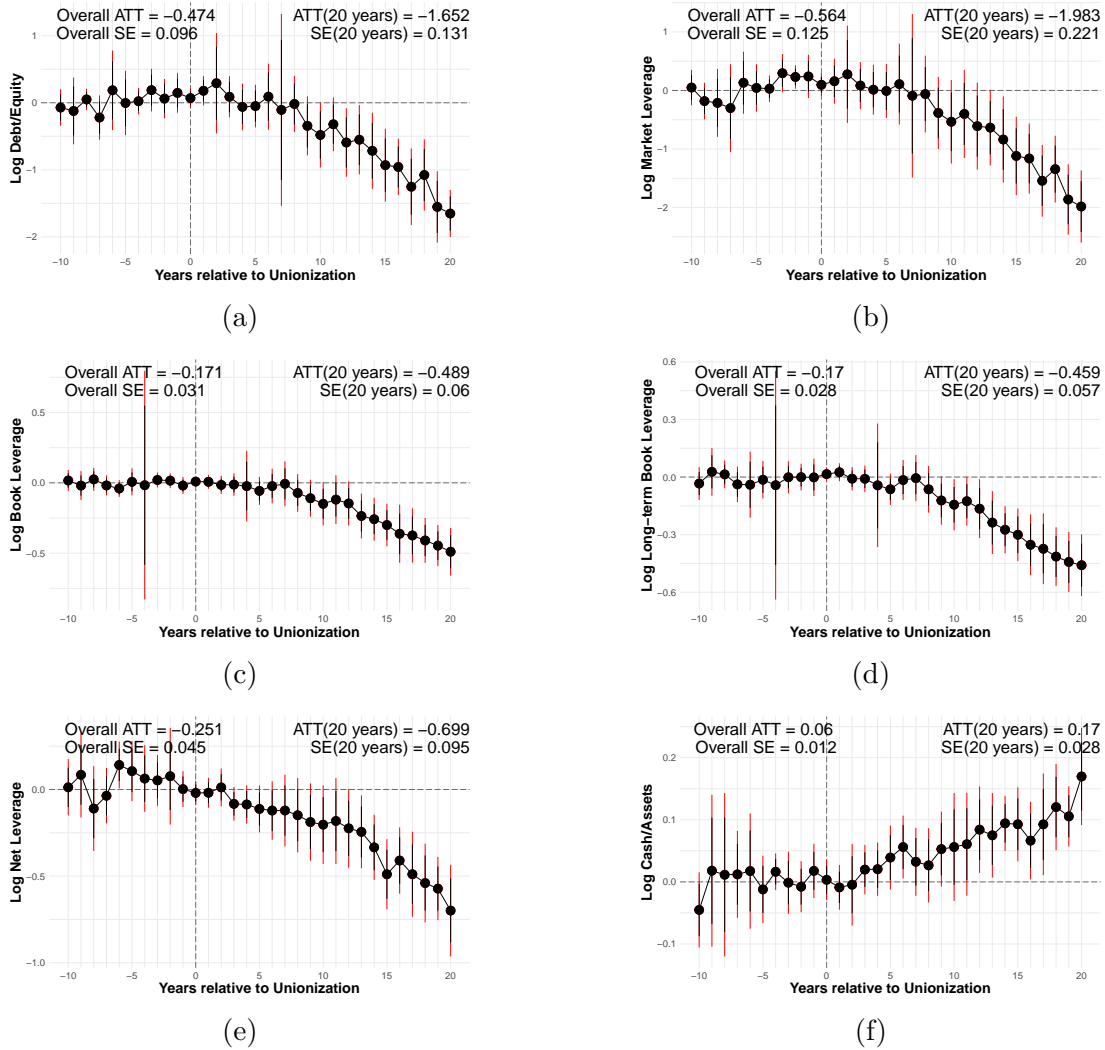 Overall ATT = −0.474 ATT(20 years) = −1.652
Overall SE = 0.096 SE(20 years) = 0.131
Log Debt/Equity
1
0
−1
−2
−10 −5 0 5 10 15 20
Years relative to Unionization
(a)
Overall ATT = −0.564 ATT(20 years) = −1.983
Overall SE = 0.125 SE(20 years) = 0.221
Log Market Leverage
1
0
−1
−2
−10 −5 0 5 10 15 20
Years relative to Unionization
(b)
Overall ATT = −0.171 ATT(20 years) = −0.489
Overall SE = 0.031 SE(20 years) = 0.06
Log Book Leverage
0.5
0.0
−0.5
−10 −5 0 5 10 15 20
Years relative to Unionization
(c)
Overall ATT = −0.17 ATT(20 years) = −0.459
Overall SE = 0.028 SE(20 years) = 0.057
Log Long−term Book Leverage
0.6
0.3
0.0
−0.3
−0.6
−10 −5 0 5 10 15 20
Years relative to Unionization
(d)
Overall ATT = −0.251 ATT(20 years) = −0.699
Overall SE = 0.045 SE(20 years) = 0.095
Log Net Leverage
0.0
−0.5
−1.0
−10 −5 0 5 10 15 20
Years relative to Unionization
(e)
Overall ATT = 0.06 ATT(20 years) = 0.17
Overall SE = 0.012 SE(20 years) = 0.028
Log Cash/Assets
0.2
0.1
0.0
−0.1
−10 −5 0 5 10 15 20
Years relative to Unionization
(f)